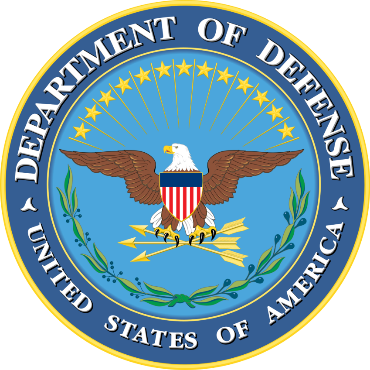 DEPARTMENT OF DEFENSE
UNITED STATES OF AMERICA